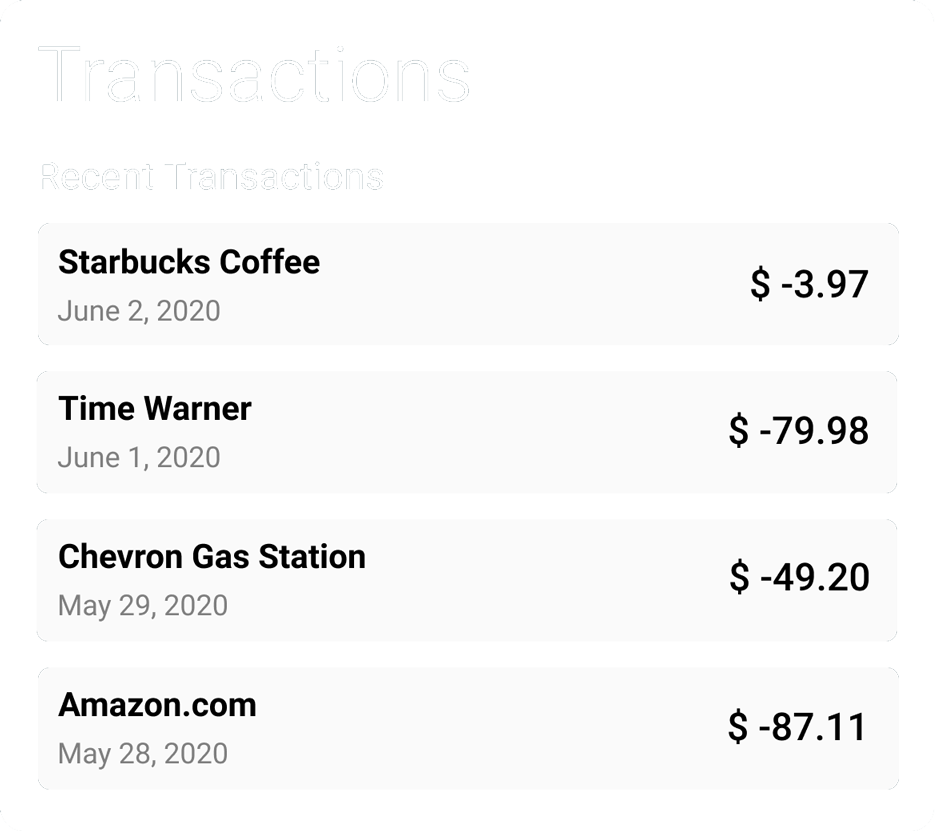 Transactions
Recent Transactions
Starbucks Coffee
June 2, 2020
$ -3.97
Time Warner
June 1, 2020
$ -79.98
Chevron Gas Station
May 29, 2020
$ -49.20
Amazon.com
May 28, 2020
$ -87.11